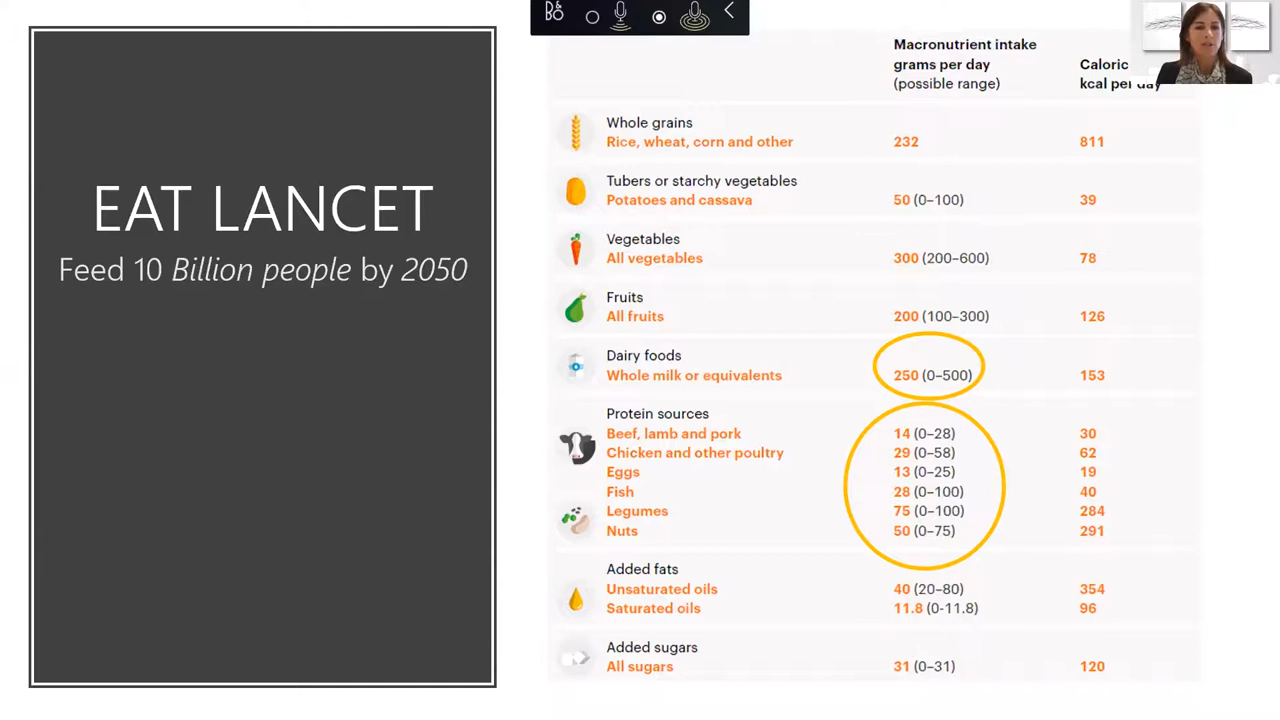 EAT LANCET
Feed 10 Billion people by 2050
B&O
Macronutrient intake
grams per day
(possible range)
Caloric
kcal per day
Whole grains
Rice, wheat, corn and other
232
811
Tubers or starchy vegetables
Potatoes and cassava
50 (0–100)
39
Vegetables
All vegetables
300 (200–600)
78
Fruits
All fruits
200 (100–300)
126
Dairy foods
Whole milk or equivalents
250 (0–500)
153
Protein sources
Beef, lamb and pork
14 (0–28)
30
Chicken and other poultry
29 (0–58)
62
Eggs
13 (0–25)
19
Fish
28 (0–100)
40
Legumes
75 (0–100)
284
Nuts
50 (0–75)
291
Added fats
Unsaturated oils
40 (20–80)
354
Saturated oils
11.8 (0-11.8)
96
Added sugars
All sugars
31 (0–31)
120